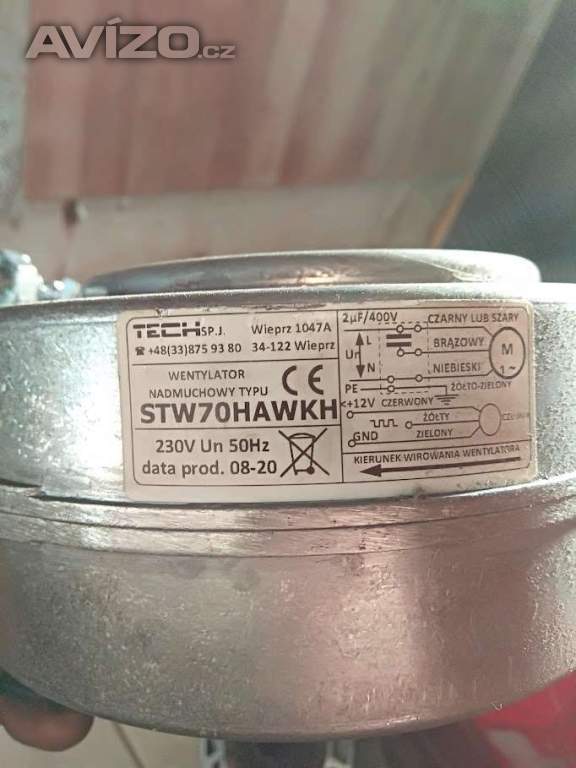 AVÍZO.cz
TECH SP.J. Wieprz 1047A
☎ +48(33)875 93 80 34-122 Wieprz
WENTYLATOR
NADMUCHOWY TYPU CE
STW70HAWKH
230V Un 50Hz
data prod. 08-20
2µF/400V CZARNY LUB SZARY
L
Un BRĄZOWY M
1~
N NIEBIESKI
PE ŻÓŁTO-ZIELONY
<+12V CZERWONY
ŻÓŁTY
GND ZIELONY
KIERUNEK WIROWANIA WENTYLATORA